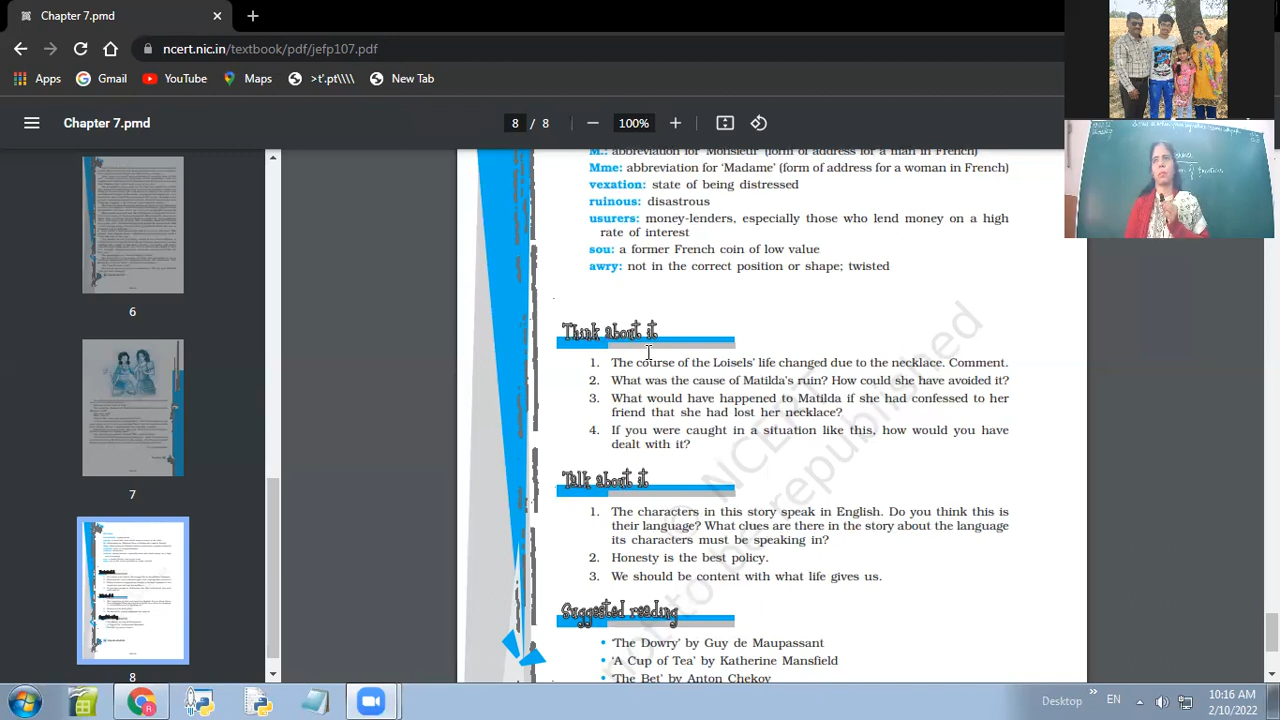 Chapter 7.pmd
ncert.nic.in/textbook/pdf/jefp107.pdf
Apps
Gmail
YouTube
Maps
>t.qt\\\\
New Tab
Chapter 7.pmd
8 / 8
100%
6
7
8
Mme: abbreviation for ‘Madame’ (form of address for a woman in French)
vexation: state of being distressed
ruinous: disastrous
usurers: money-lenders, especially those who lend money on a high
rate of interest
sou: a former French coin of low value
awry: not in the correct position or shape; twisted
Think about it
1. The course of the Loisels’ life changed due to the necklace. Comment.
2. What was the cause of Matilda’s ruin? How could she have avoided it?
3. What would have happened to Matilda if she had confessed to her
friend that she had lost her necklace?
4. If you were caught in a situation like this, how would you have
dealt with it?
Talk about it
1. The characters in this story speak in English. Do you think this is
their language? What clues are there in the story about the language
its characters must be speaking in?
2. Honesty is the best policy.
3. We should be content with what life gives us.
‘The Dowry’ by Guy de Maupassant
‘A Cup of Tea’ by Katherine Mansfield
‘The Bet’ by Anton Chekov
Desktop
EN
10:16 AM
2/10/2022